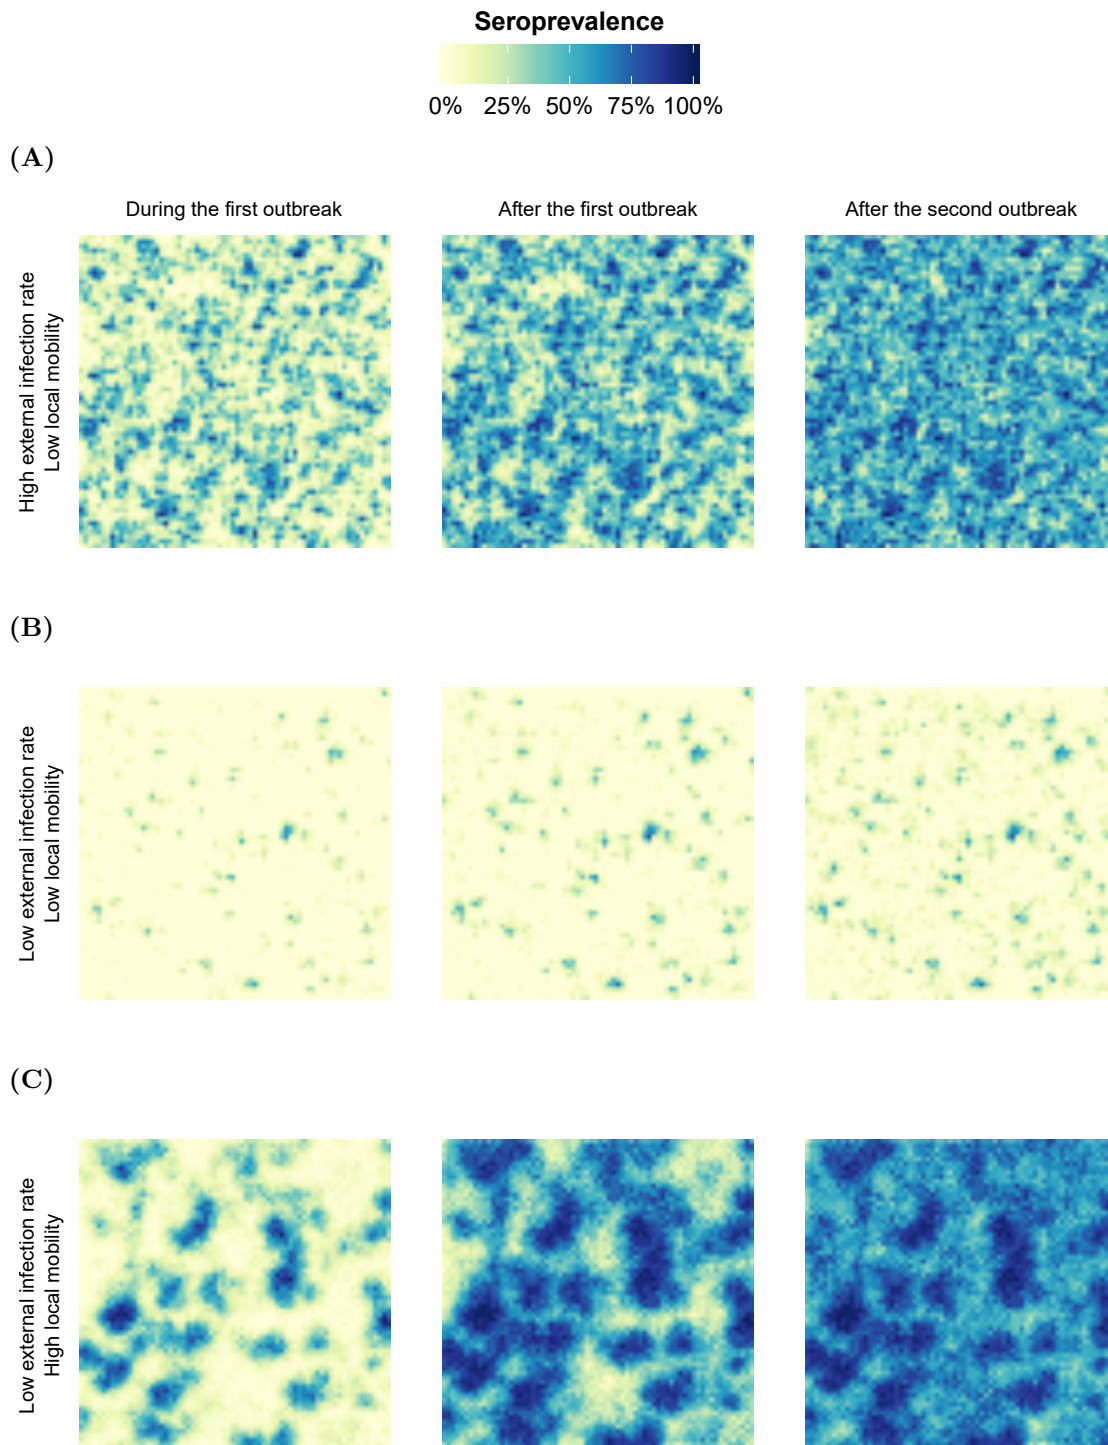 Seroprevalence
0% 25% 50% 75% 100%
(A)
During the first outbreak After the first outbreak After the second outbreak
High external infection rate
Low local mobility
(B)
Low external infection rate
Low local mobility
(C)
Low external infection rate
High local mobility